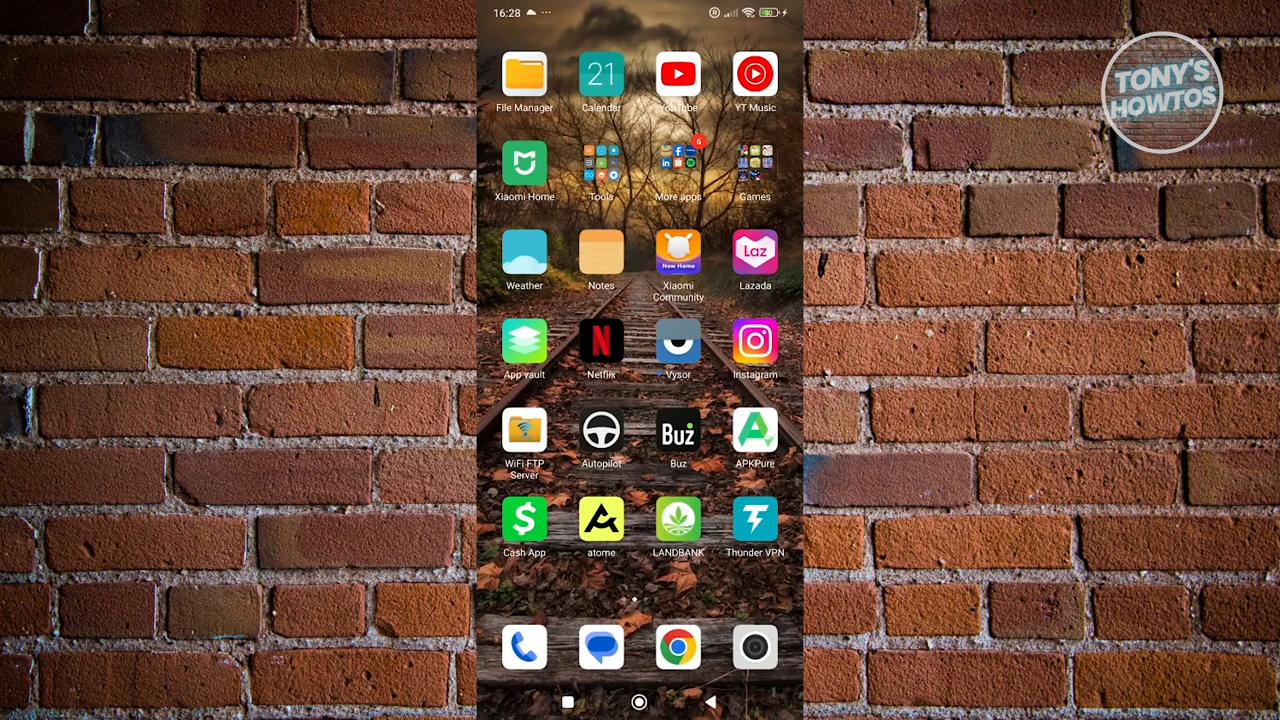 16:28
TONY'S
HOWTOS
21
File Manager
Calendar
YouTube
YT Music
6
Xiaomi Home
Tools
More apps
Games
New Home
Laz
Weather
Notes
Xiaomi
Community
Lazada
N
App vault
Netflix
Vysor
Instagram
Buz
WiFi FTP
Server
Autopilot
Buz
APKPure
$
Cash App
atome
LANDBANK
Thunder VPN